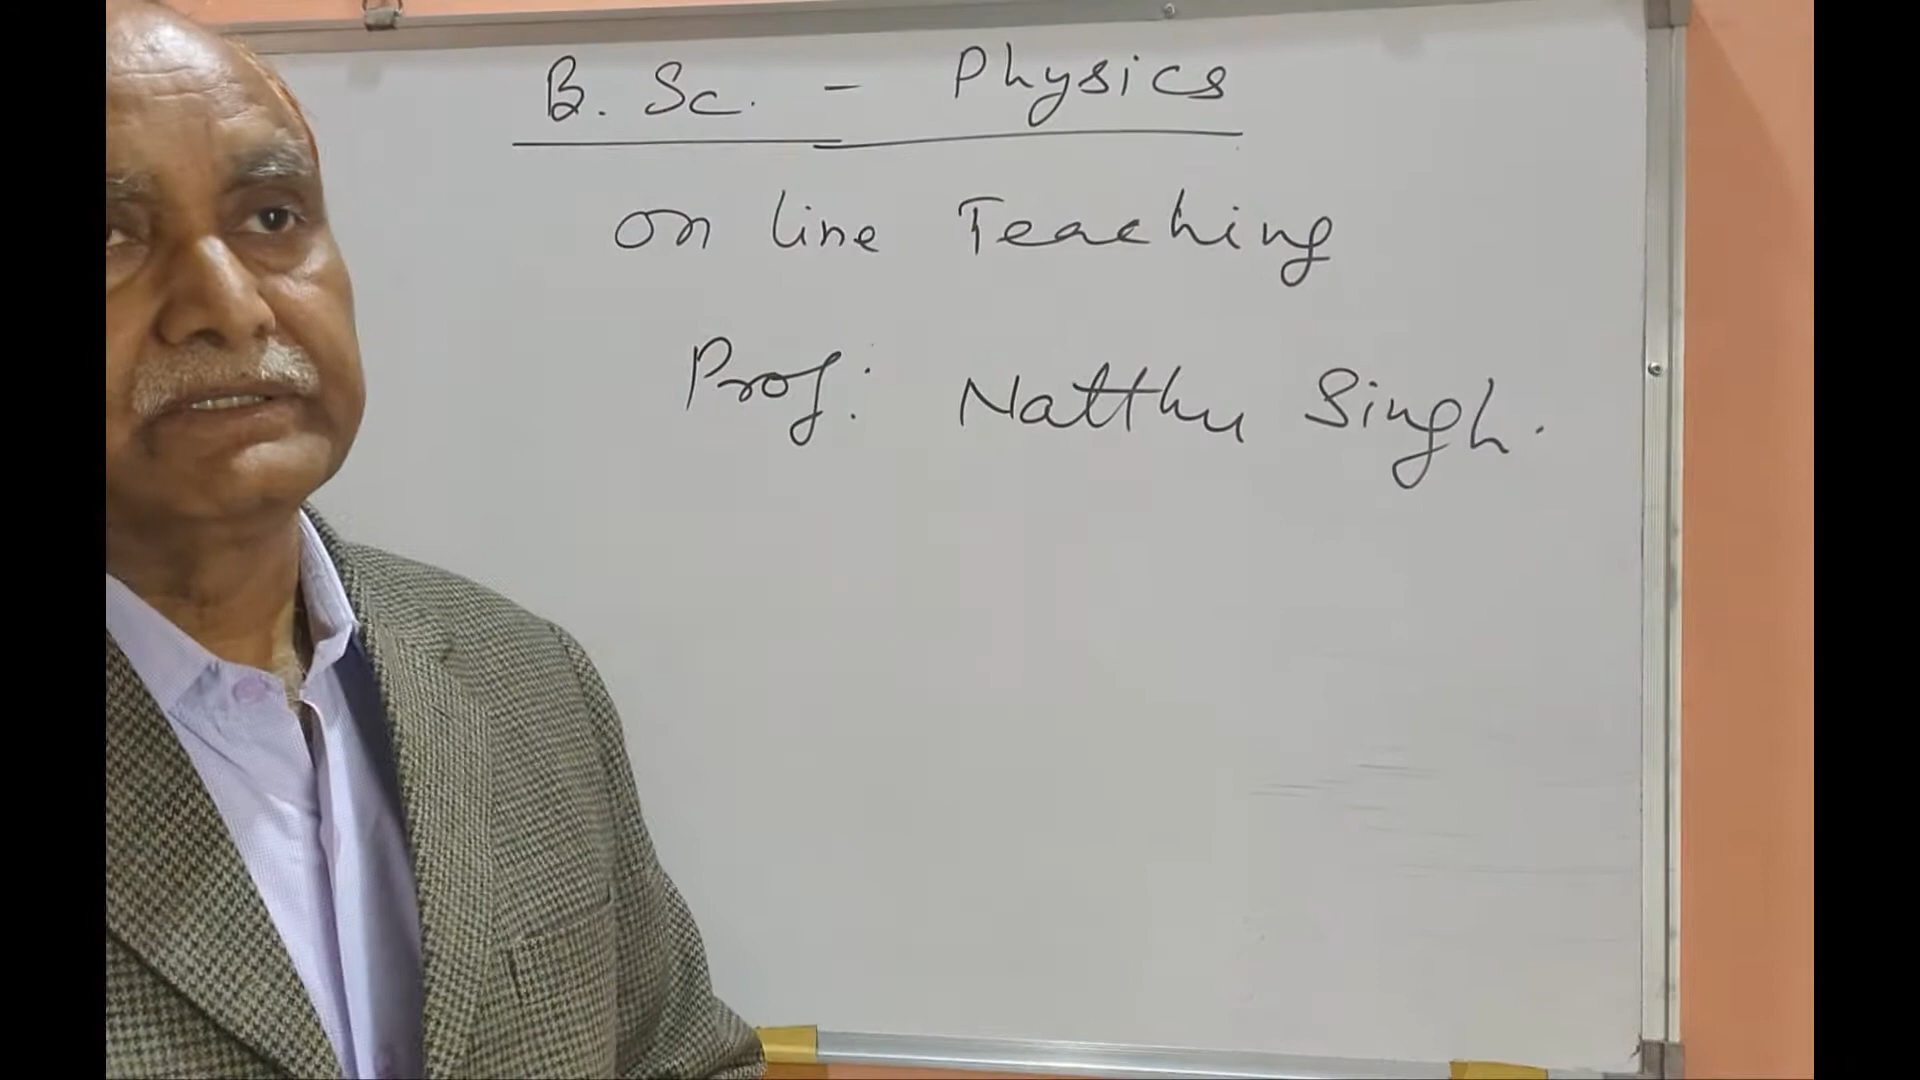 B. Sc. - Physics
on line Teaching
Prof: Natthu Singh.